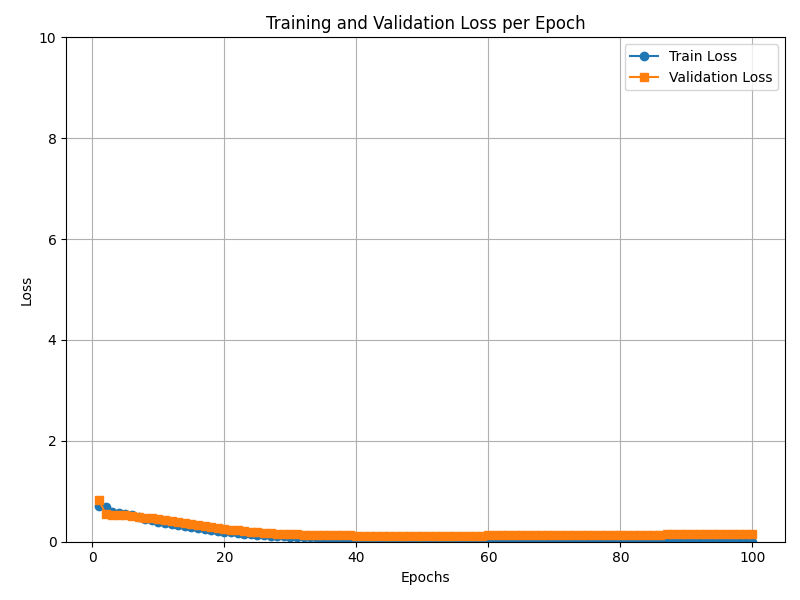 Training and Validation Loss per Epoch
Train Loss
Validation Loss
10
8
6
4
2
0
Loss
0 20 40 60 80 100
Epochs